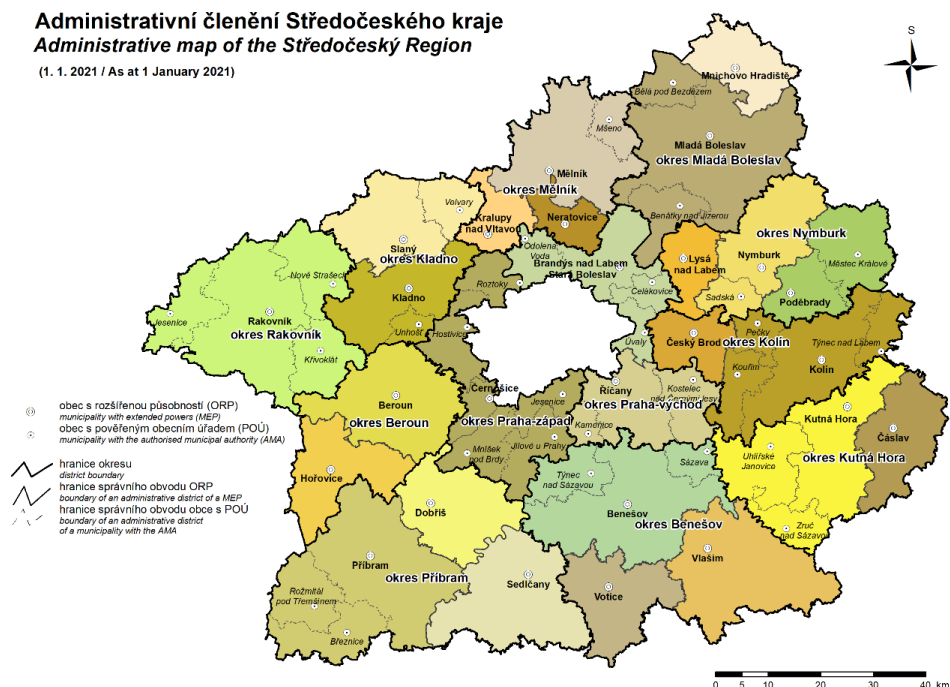 Administrativní členění Středočeského kraje
Administrative map of the Středočeský Region
(1. 1. 2021 / As at 1 January 2021)
S
Mnichovo Hradiště
Bělá pod Bezdězem
Mšeno
Mladá Boleslav
okres Mladá Boleslav
Mělník
okres Mělník
Valvary
Kralupy
nad Vltavou
Neratovice
Benátky nad Jizerou
okres Nymburk
Slaný
okres Kladno
Odolena
Voda
Brandýs nad Labem
Stará Boleslav
Lysá
nad Labem
Nymburk
Městec Králové
Nové Strašecí
Roztoky
Čelákovice
Sadská
Poděbrady
Kladno
Jesenice
Rakovník
okres Rakovník
Unhošť
Hostivice
Úvaly
Český Brod
okres Kolín
Pečky
Týnec nad Labem
Křivoklát
Kouřim
Kolín
Černošice
Říčany
Kostelec
nad Černými lesy
Jesenice
okres Praha-východ
Beroun
okres Beroun
okres Praha-západ
Kamenice
Kutná Hora
Čáslav
Mníšek
pod Brdy
Jílové u Prahy
Uhlířské
Janovice
okres Kutná Hora
Hořovice
Týnec
nad Sázavou
Sázava
Dobříš
Benešov
okres Benešov
Zruč
nad Sázavou
Příbram
okres Příbram
Sedlčany
Vlašim
Votice
Rožmitál
pod Třemšínem
Březnice
obec s rozšířenou působností (ORP)
municipality with extended powers (MEP)
obec s pověřeným obecním úřadem (POÚ)
municipality with the authorised municipal authority (AMA)
hranice okresu
district boundary
hranice správního obvodu ORP
boundary of an administrative district of a MEP
hranice správního obvodu obce s POÚ
boundary of an administrative district
of a municipality with the AMA
0 5 10 20 30 40 km